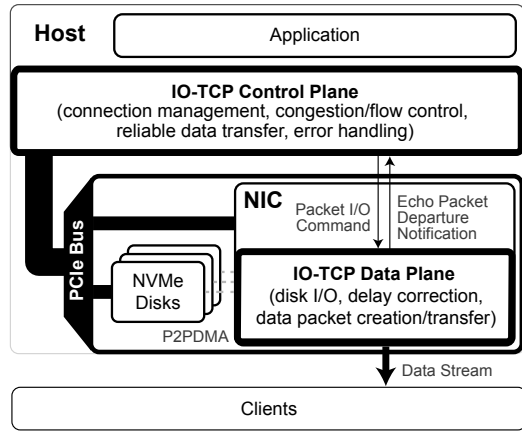 Host
Application
IO-TCP Control Plane
(connection management, congestion/flow control,
reliable data transfer, error handling)
PCIe Bus
NIC
Packet I/O
Command
Echo Packet
Departure
Notification
NVMe
Disks
P2PDMA
IO-TCP Data Plane
(disk I/O, delay correction,
data packet creation/transfer)
Data Stream
Clients